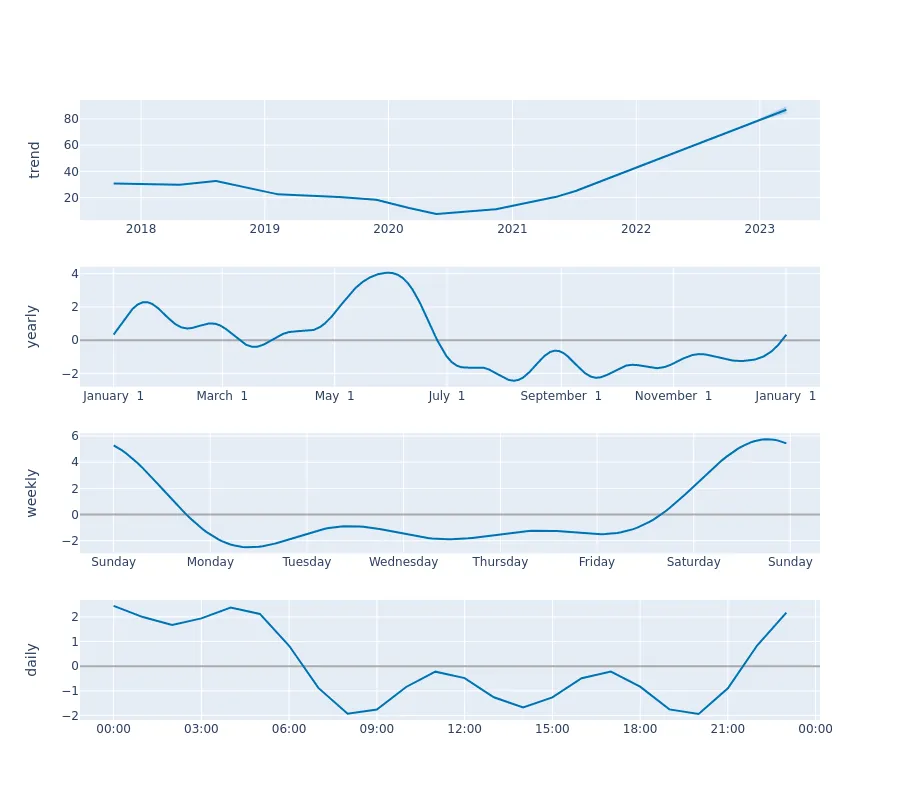 trend
80
60
40
20
2018 2019 2020 2021 2022 2023
yearly
4
2
0
−2
January 1 March 1 May 1 July 1 September 1 November 1 January 1
weekly
6
4
2
0
−2
Sunday Monday Tuesday Wednesday Thursday Friday Saturday Sunday
daily
2
1
0
−1
−2
00:00 03:00 06:00 09:00 12:00 15:00 18:00 21:00 00:00